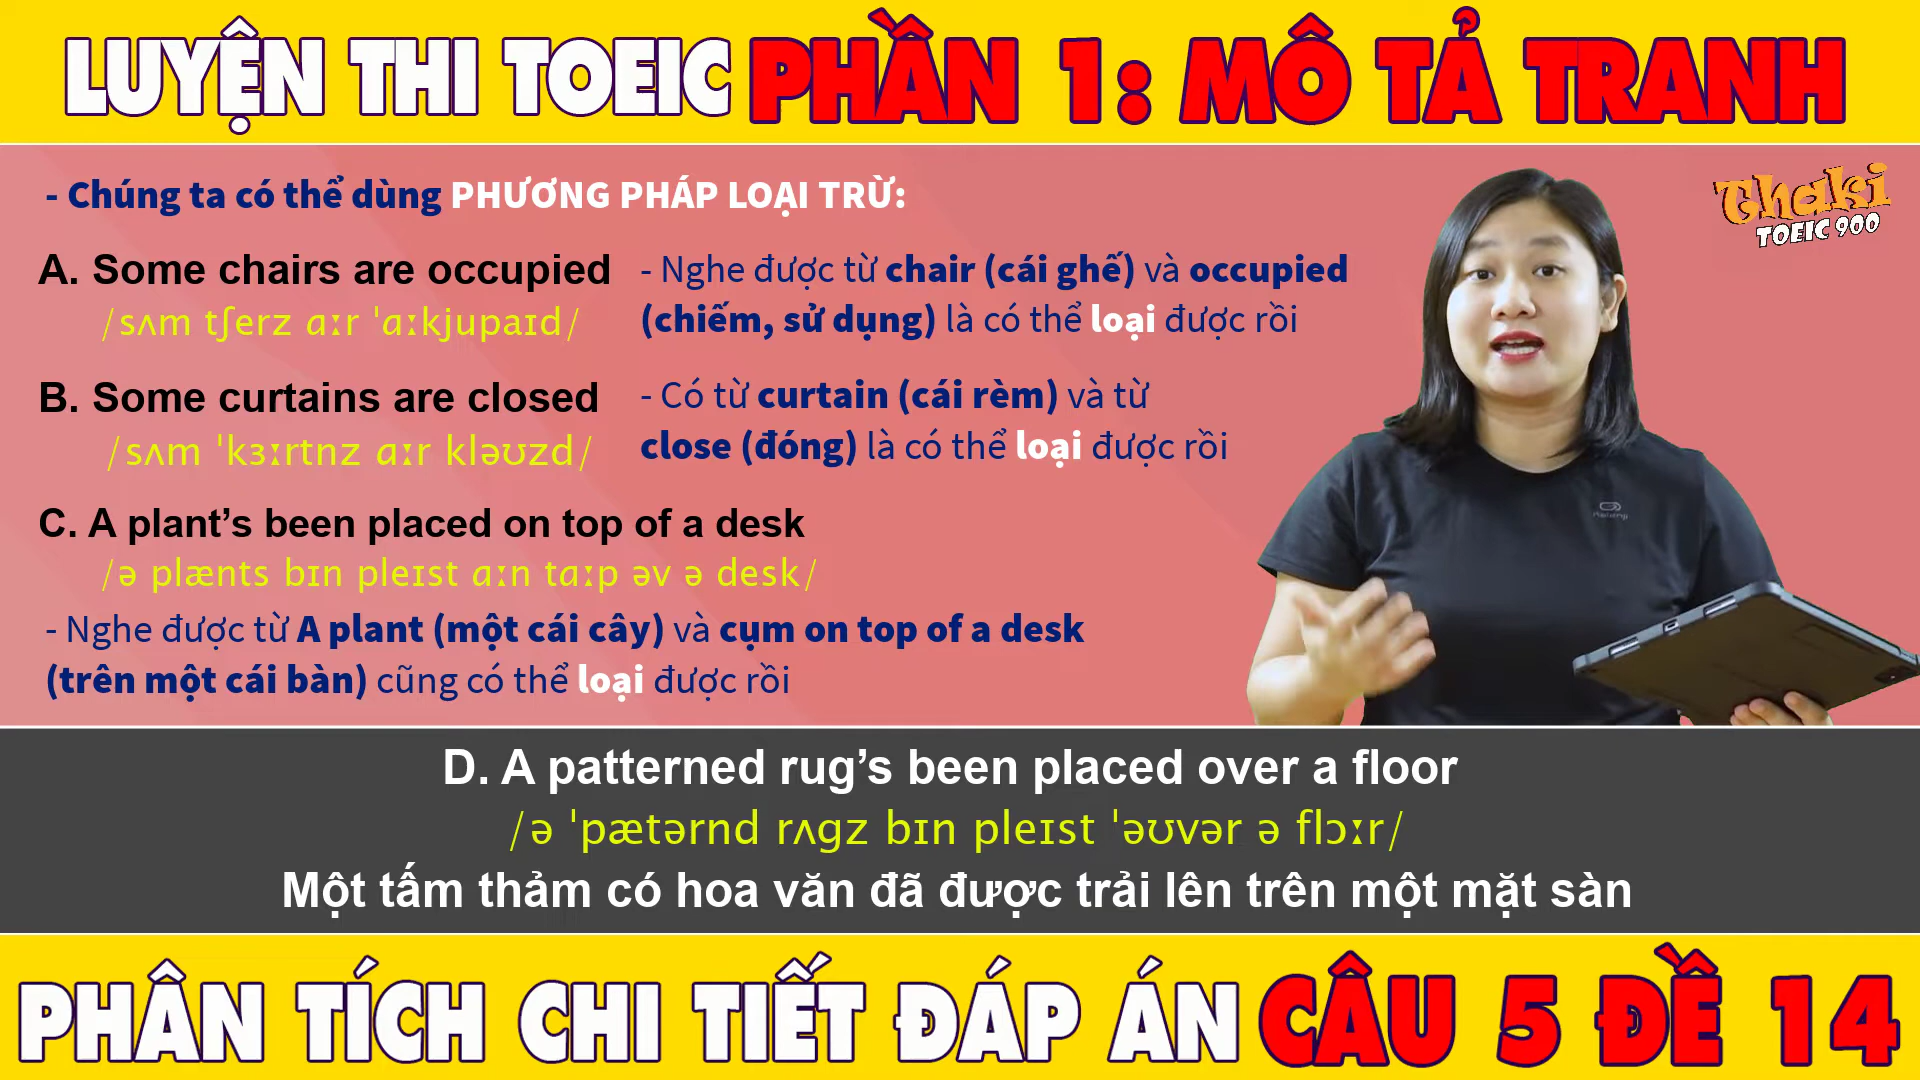 LUYỆN THI TOEIC PHẦN 1: MÔ TẢ TRANH
Thaki
TOEIC 900
- Chúng ta có thể dùng PHƯƠNG PHÁP LOẠI TRỪ:
A. Some chairs are occupied
/sʌm tʃerz ɑːr ˈɑːkjupaɪd/
- Nghe được từ chair (cái ghế) và occupied
(chiếm, sử dụng) là có thể loại được rồi
B. Some curtains are closed
/sʌm ˈkɜːrtnz ɑːr kləʊzd/
- Có từ curtain (cái rèm) và từ
close (đóng) là có thể loại được rồi
C. A plant’s been placed on top of a desk
/ə plænts bɪn pleɪst ɑːn tɑːp əv ə desk/
- Nghe được từ A plant (một cái cây) và cụm on top of a desk
(trên một cái bàn) cũng có thể loại được rồi
D. A patterned rug’s been placed over a floor
/ə ˈpætərnd rʌgz bɪn pleɪst ˈəʊvər ə flɔːr/
Một tấm thảm có hoa văn đã được trải lên trên một mặt sàn
PHÂN TÍCH CHI TIẾT ĐÁP ÁN CÂU 5 ĐỀ 14